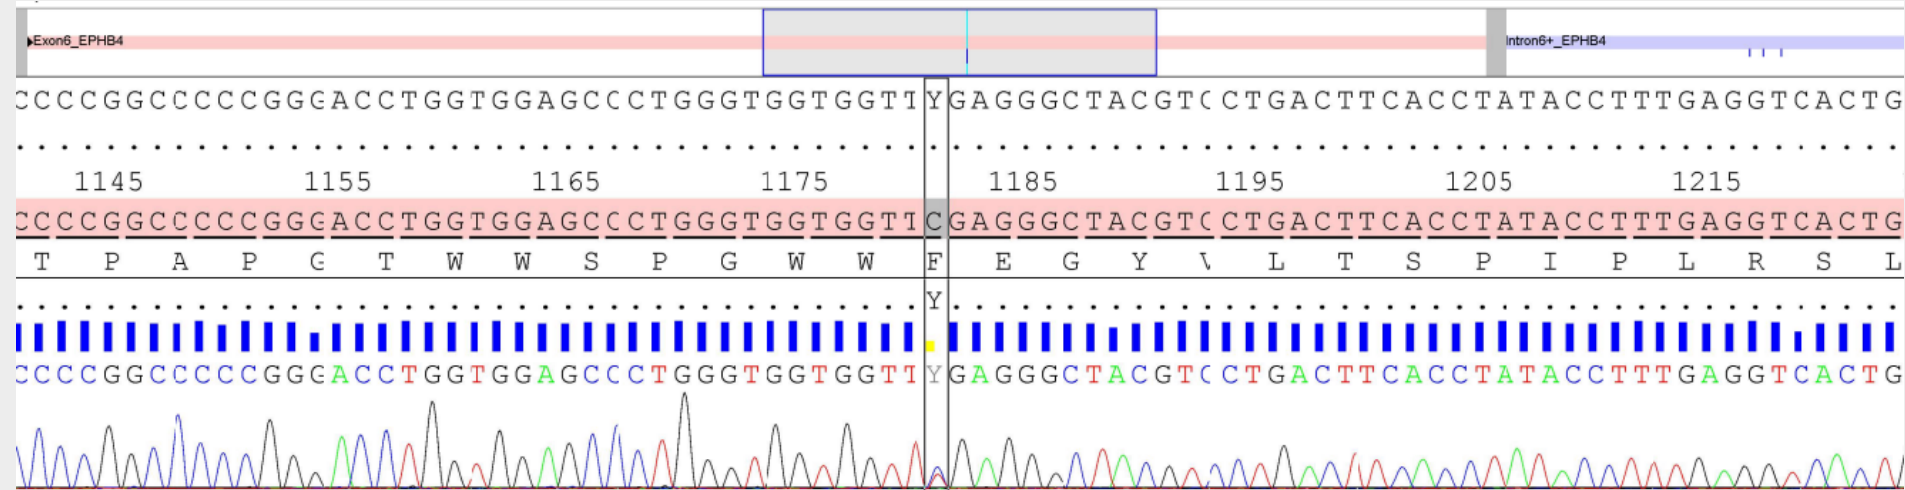 Exon6_EPHB4 Intron6+_EPHB4
CCCCGGCCCCCGGGACCTGGTGGAGCCCTGGGTGGTGGTTYGAGGGCTACGTCCTGACTTCACCTATACCTTTGAGGTCACTG
1145 1155 1165 1175 1185 1195 1205 1215
CCCCGGCCCCCGGGACCTGGTGGAGCCCTGGGTGGTGGTTCGAGGGCTACGTCCTGACTTCACCTATACCTTTGAGGTCACTG
T P A P G T W W S P G W W F E G Y V L T S P I P L R S L
Y
CCCCGGCCCCCGGGACCTGGTGGAGCCCTGGGTGGTGGTTYGAGGGCTACGTCCTGACTTCACCTATACCTTTGAGGTCACTG